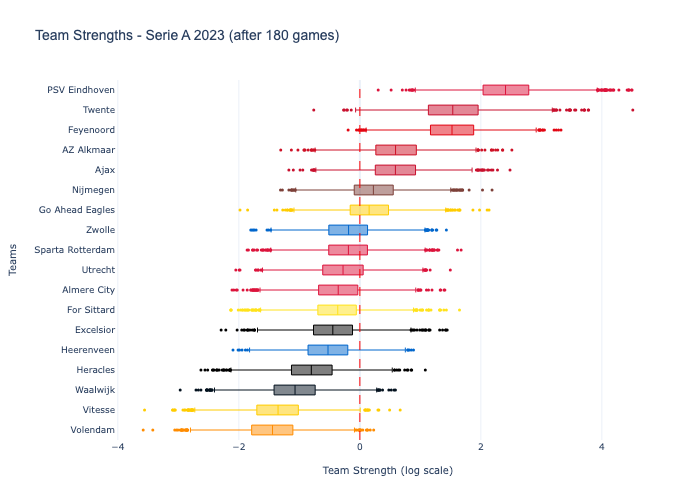 Team Strengths - Serie A 2023 (after 180 games)
PSV Eindhoven
Twente
Feyenoord
AZ Alkmaar
Ajax
Nijmegen
Go Ahead Eagles
Zwolle
Sparta Rotterdam
Utrecht
Almere City
For Sittard
Excelsior
Heerenveen
Heracles
Waalwijk
Vitesse
Volendam
Teams
−4 −2 0 2 4
Team Strength (log scale)